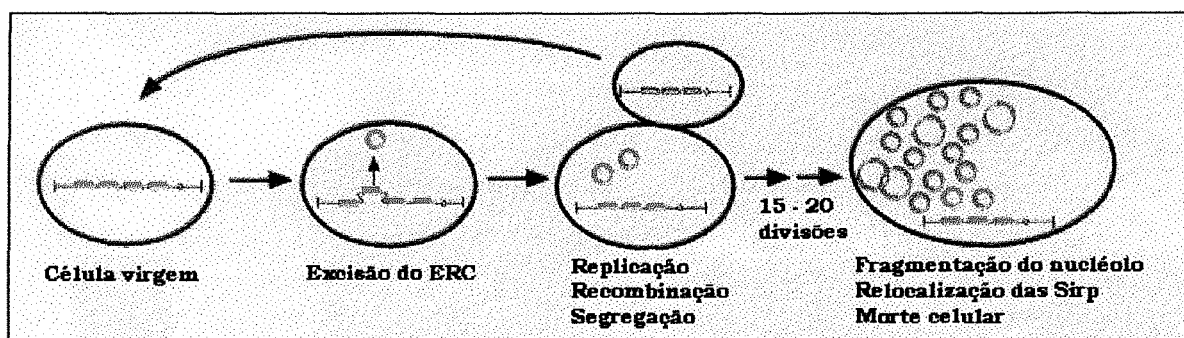 15 - 20
divisões
Célula virgem
Excisão do ERC
Replicação
Recombinação
Segregação
Fragmentação do nucléolo
Relocalização das Sirp
Morte celular